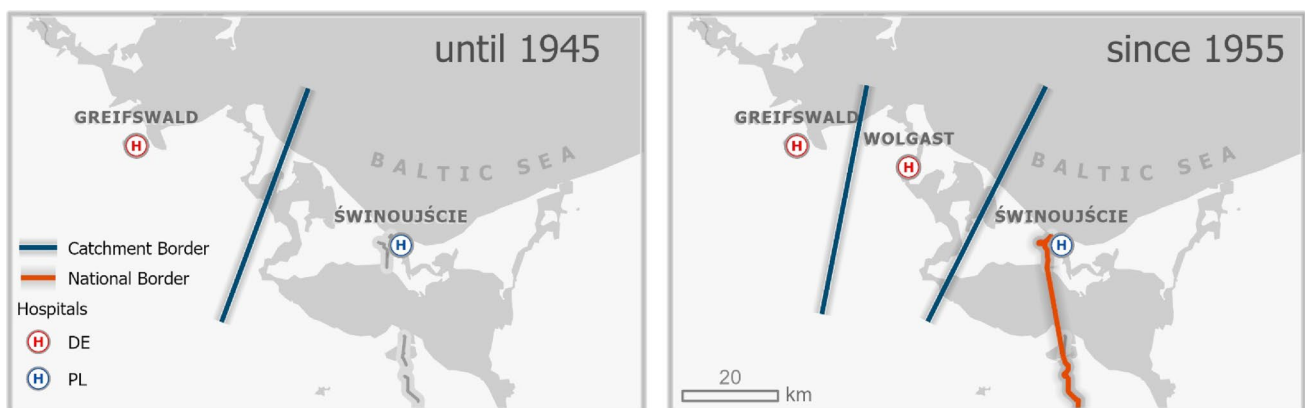 until 1945
GREIFSWALD
H
BALTIC SEA
ŚWINOUJŚCIE
H
Catchment Border
National Border
Hospitals
H DE
H PL
since 1955
GREIFSWALD
H
WOLGAST
H
BALTIC SEA
ŚWINOUJŚCIE
H
20
km